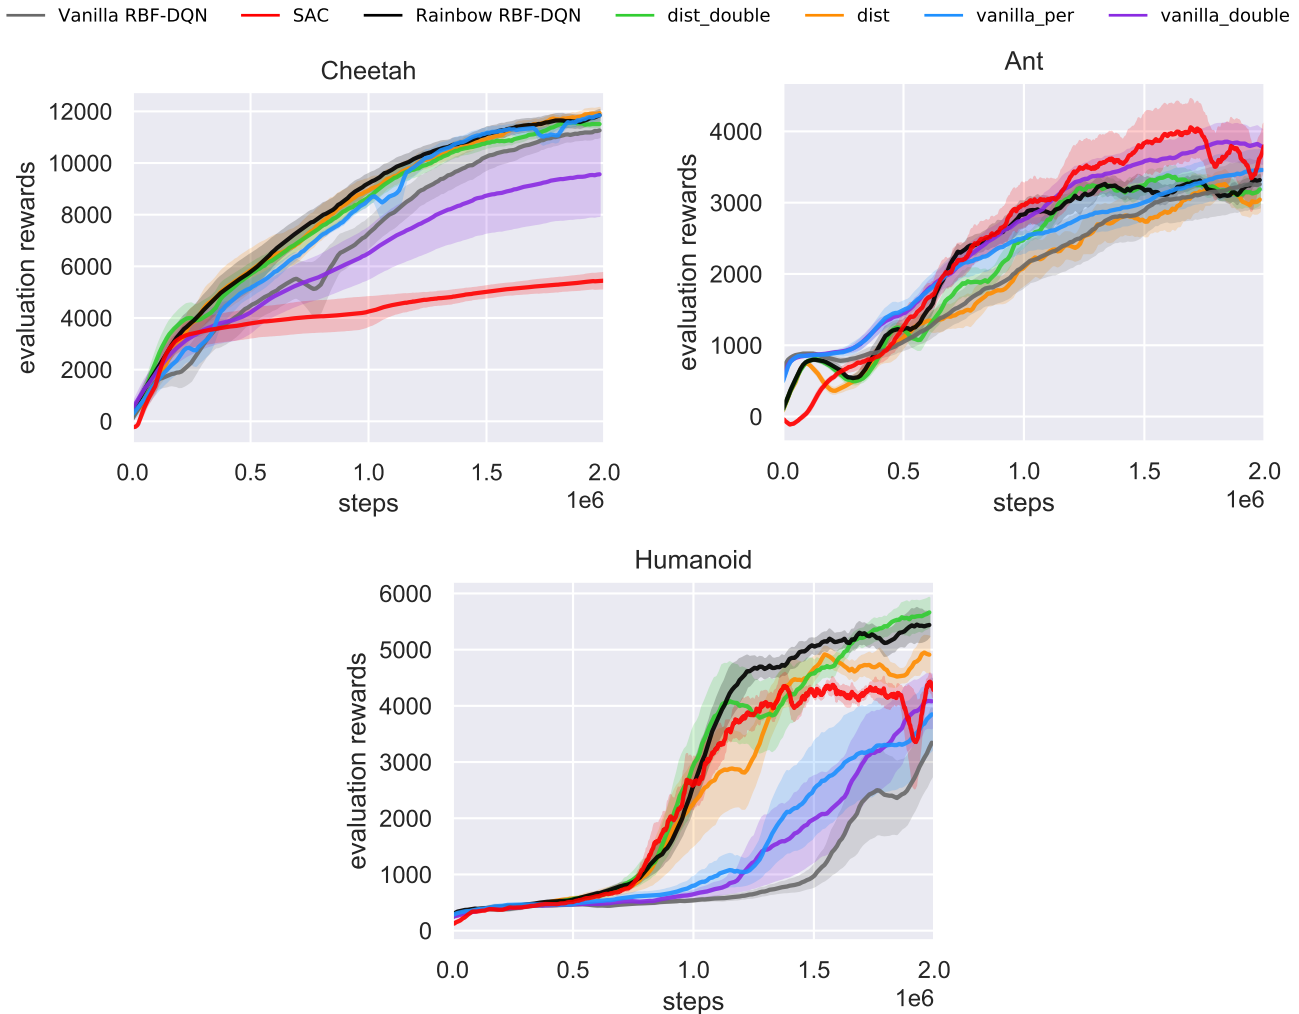 Vanilla RBF-DQN SAC Rainbow RBF-DQN dist_double dist vanilla_per vanilla_double
Cheetah
evaluation rewards
12000
10000
8000
6000
4000
2000
0
0.0 0.5 1.0 1.5 2.0
steps
1e6
Ant
evaluation rewards
4000
3000
2000
1000
0
0.0 0.5 1.0 1.5 2.0
steps
1e6
Humanoid
evaluation rewards
6000
5000
4000
3000
2000
1000
0
0.0 0.5 1.0 1.5 2.0
steps
1e6